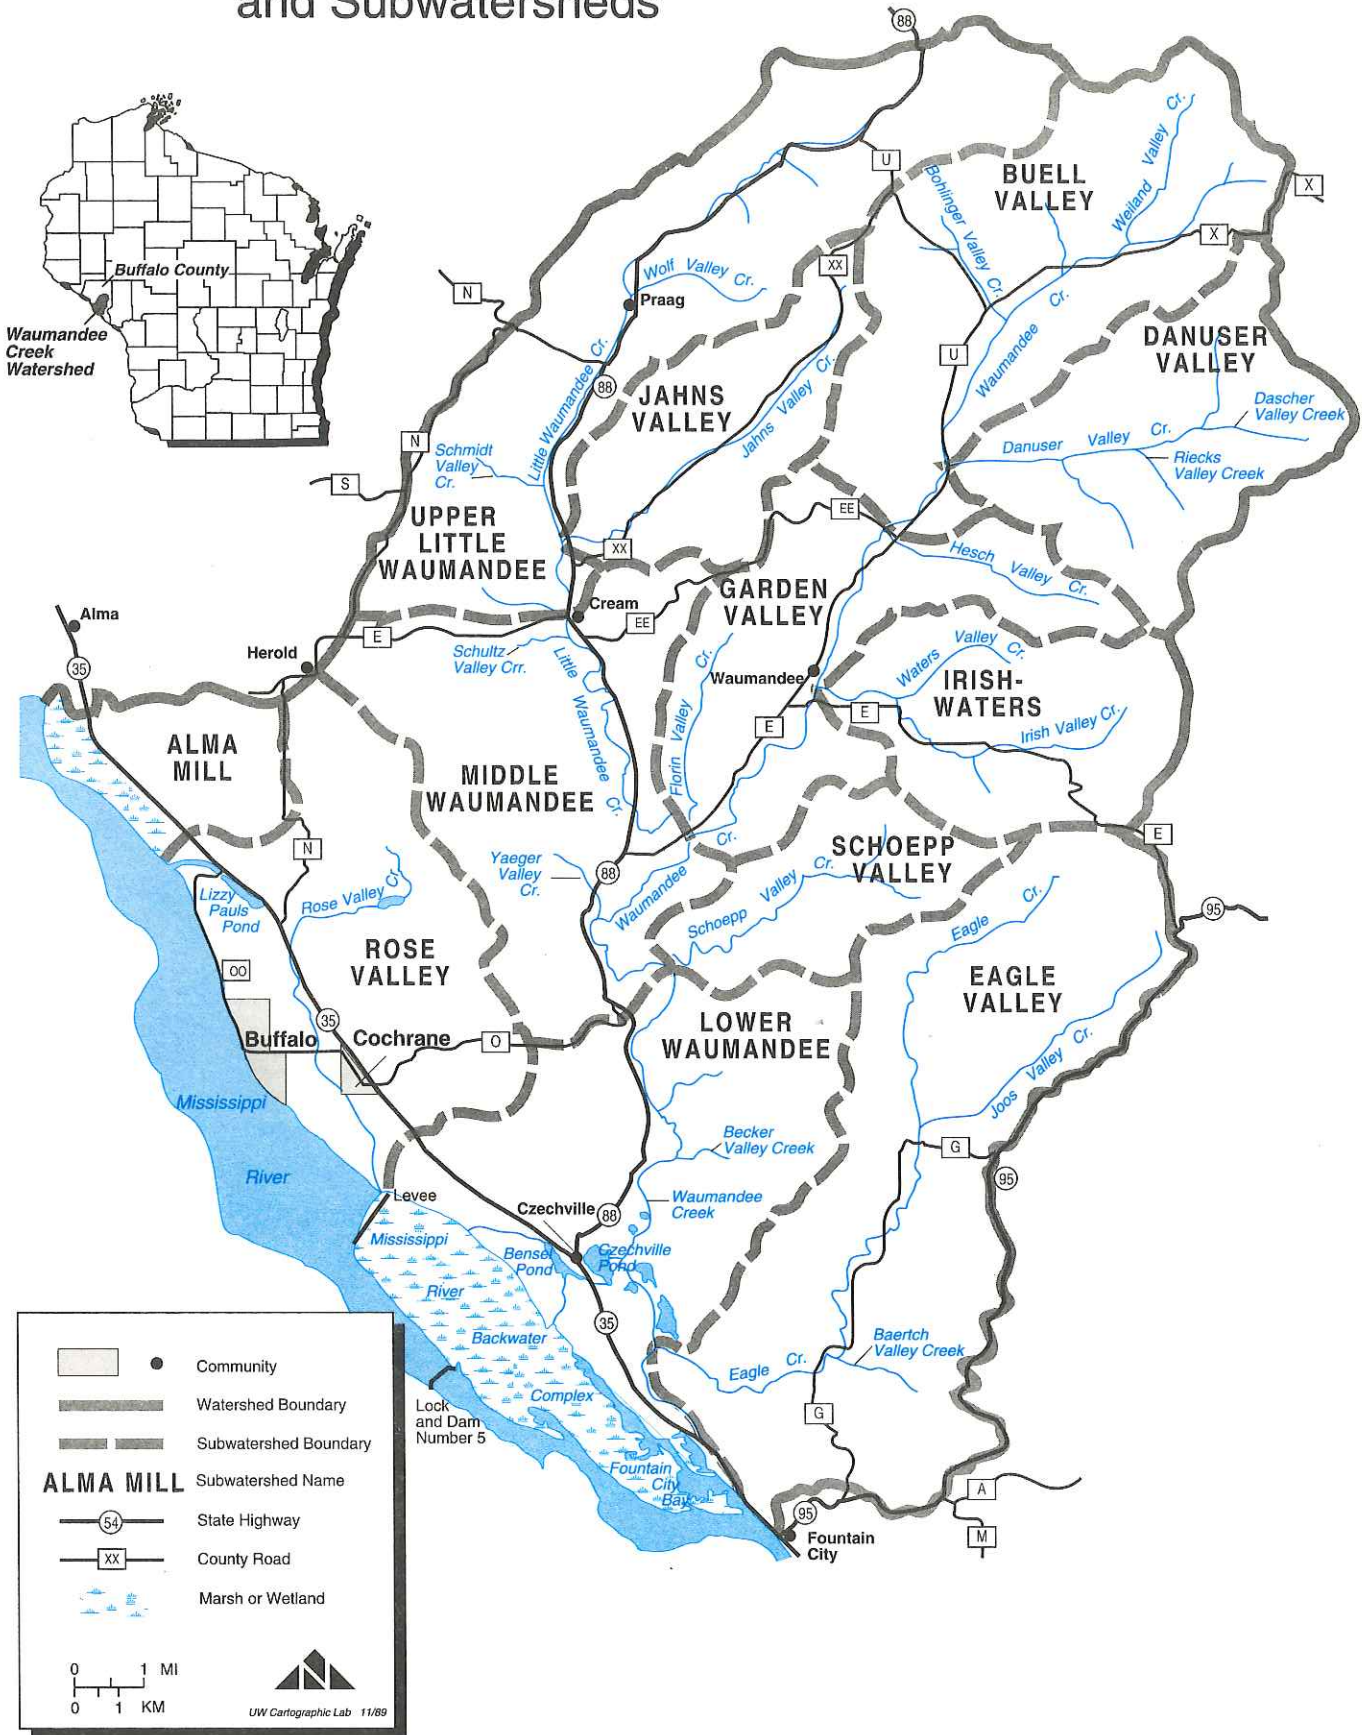 and Subwatersheds
88
U
BUELL
VALLEY
Bohlinger Valley Cr.
Weiland Valley Cr.
X
X
Buffalo County
Waumandee
Creek
Watershed
N
Wolf Valley Cr.
Praag
XX
Waumandee Cr.
U
DANUSER
VALLEY
Little Waumandee Cr.
88
JAHNS
VALLEY
Jahns Valley Cr.
Dascher
Valley Creek
Danuser Valley Cr.
Riecks
Valley Creek
N
Schmidt
Valley
Cr.
S
EE
UPPER
LITTLE
WAUMANDEE
XX
Hesch Valley Cr.
GARDEN
VALLEY
Alma
Cream
EE
E
Herold
Schultz
Valley Crr.
Little Waumandee Cr.
35
Florin Valley Cr.
Waumandee
Waters Valley Cr.
IRISH-
WATERS
E
E
Irish Valley Cr.
ALMA
MILL
MIDDLE
WAUMANDEE
N
Yaeger
Valley
Cr.
88
Waumandee Cr.
SCHOEPP
VALLEY
Schoepp Valley Cr.
E
95
Lizzy
Pauls
Pond
Rose Valley Cr.
Eagle Cr.
ROSE
VALLEY
OO
EAGLE
VALLEY
35
Buffalo
Cochrane
O
LOWER
WAUMANDEE
Joos Valley Cr.
Mississippi
River
Becker
Valley Creek
G
95
Levee
Waumandee
Creek
Czechville
88
Mississippi
River
Backwater
Complex
Bensel
Pond
Czechville
Pond
35
Baertch
Valley Creek
Eagle Cr.
Lock
and Dam
Number 5
G
Fountain
City
Bay
A
95
M
Fountain
City
Community
Watershed Boundary
Subwatershed Boundary
ALMA MILL Subwatershed Name
54 State Highway
XX County Road
Marsh or Wetland
0 1 MI
0 1 KM
UW Cartographic Lab 11/89